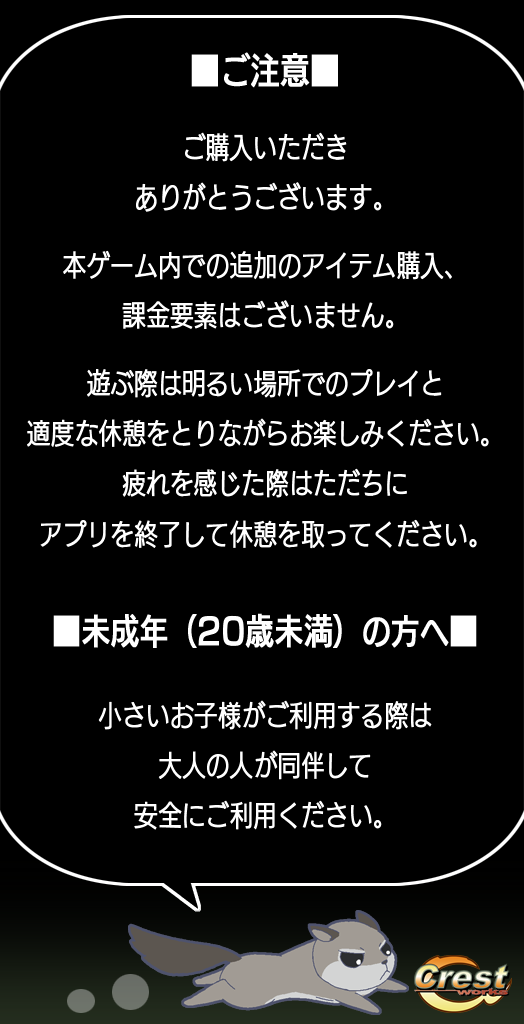 ■ご注意■
ご購入いただき
ありがとうございます。
本ゲーム内での追加のアイテム購入、
課金要素はございません。
遊ぶ際は明るい場所でのプレイと
適度な休憩をとりながらお楽しみください。
疲れを感じた際はただちに
アプリを終了して休憩を取ってください。
■未成年（20歳未満）の方へ■
小さいお子様がご利用する際は
大人の人が同伴して
安全にご利用ください。
Crest
works